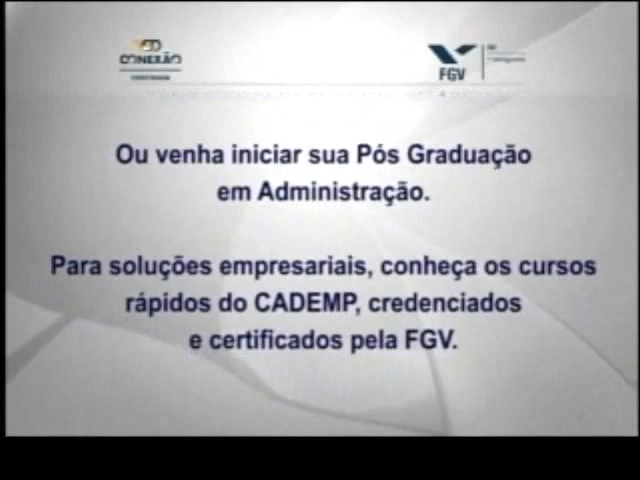 CONEXÃO
FGV
Ou venha iniciar sua Pós Graduação
em Administração.
Para soluções empresariais, conheça os cursos
rápidos do CADEMP, credenciados
e certificados pela FGV.